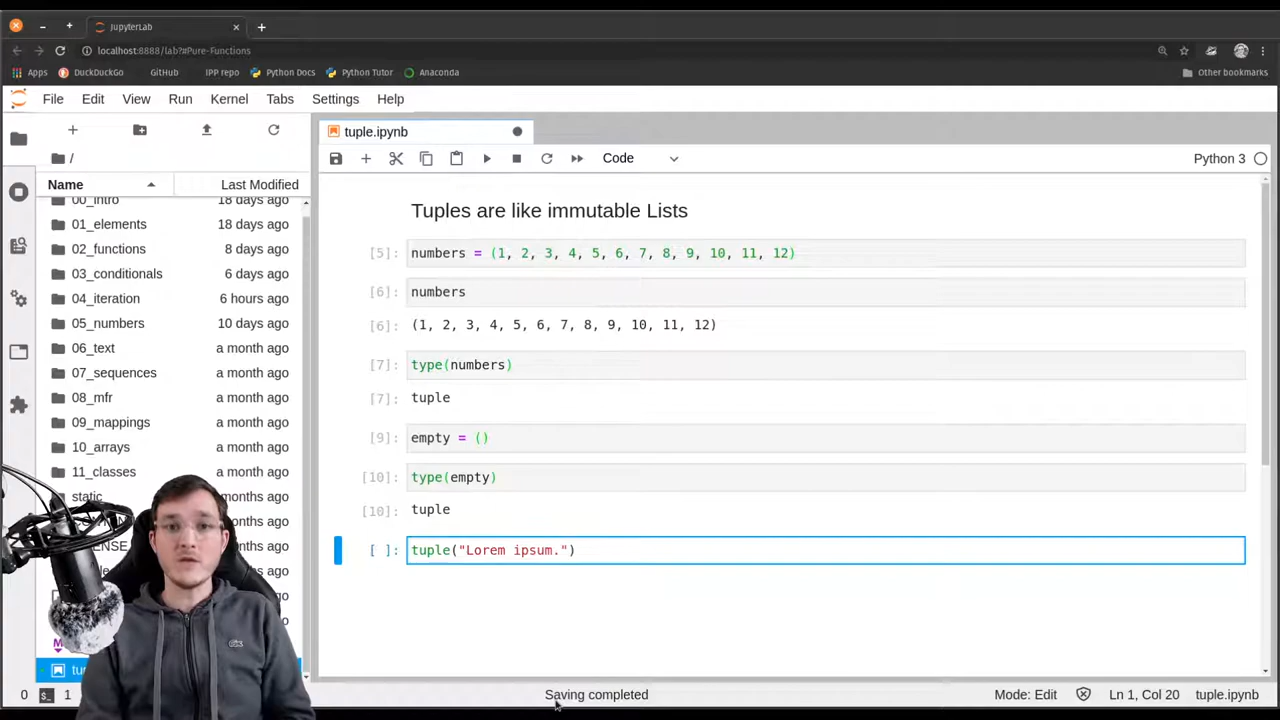 JupyterLab
localhost:8888/lab?#Pure-Functions
Apps DuckDuckGo GitHub IPP repo Python Docs Python Tutor Anaconda Other bookmarks
File Edit View Run Kernel Tabs Settings Help
tuple.ipynb
/
Code Python 3
Name Last Modified
00_intro 18 days ago
01_elements 18 days ago
02_functions 8 days ago
03_conditionals 6 days ago
04_iteration 6 hours ago
05_numbers 10 days ago
06_text a month ago
07_sequences a month ago
08_mfr a month ago
09_mappings a month ago
10_arrays a month ago
11_classes a month ago
static months ago
Tuples are like immutable Lists
[5]: numbers = (1, 2, 3, 4, 5, 6, 7, 8, 9, 10, 11, 12)
[6]: numbers
[6]: (1, 2, 3, 4, 5, 6, 7, 8, 9, 10, 11, 12)
[7]: type(numbers)
[7]: tuple
[9]: empty = ()
[10]: type(empty)
[10]: tuple
[ ]: tuple("Lorem ipsum.")
0 1 Saving completed Mode: Edit Ln 1, Col 20 tuple.ipynb